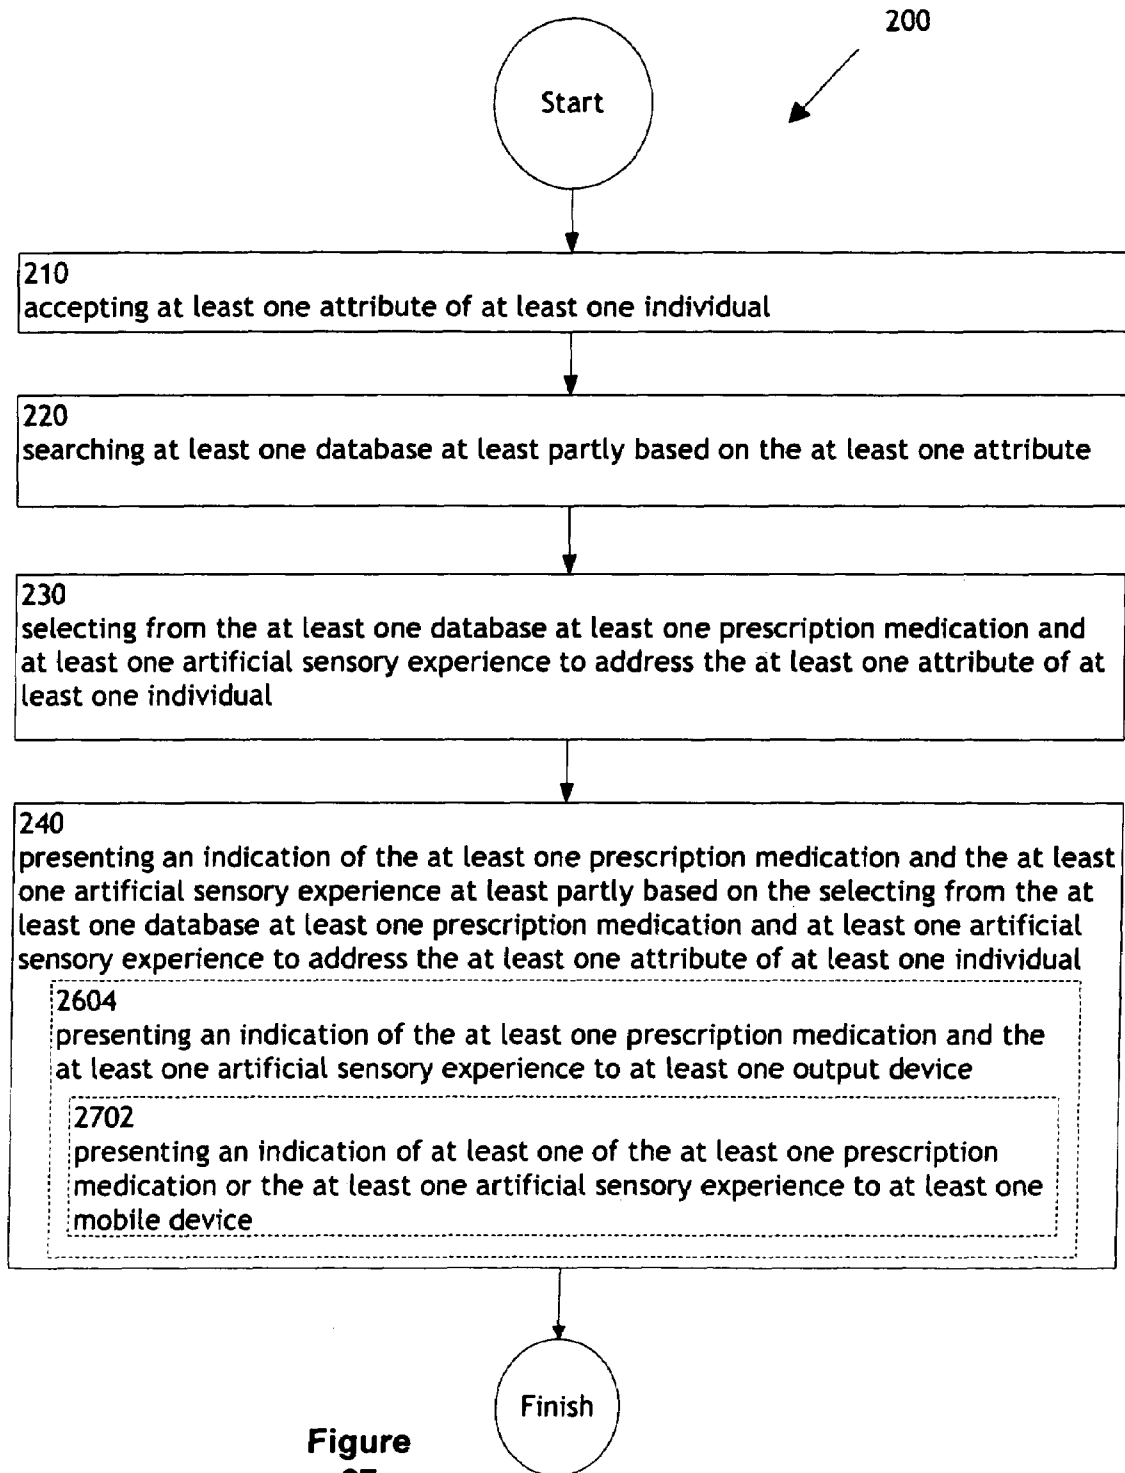 200
Start
210
accepting at least one attribute of at least one individual
220
searching at least one database at least partly based on the at least one attribute
230
selecting from the at least one database at least one prescription medication and
at least one artificial sensory experience to address the at least one attribute of at
least one individual
240
presenting an indication of the at least one prescription medication and the at least
one artificial sensory experience at least partly based on the selecting from the at
least one database at least one prescription medication and at least one artificial
sensory experience to address the at least one attribute of at least one individual
2604
presenting an indication of the at least one prescription medication and the
at least one artificial sensory experience to at least one output device
2702
presenting an indication of at least one of the at least one prescription
medication or the at least one artificial sensory experience to at least one
mobile device
Finish
Figure